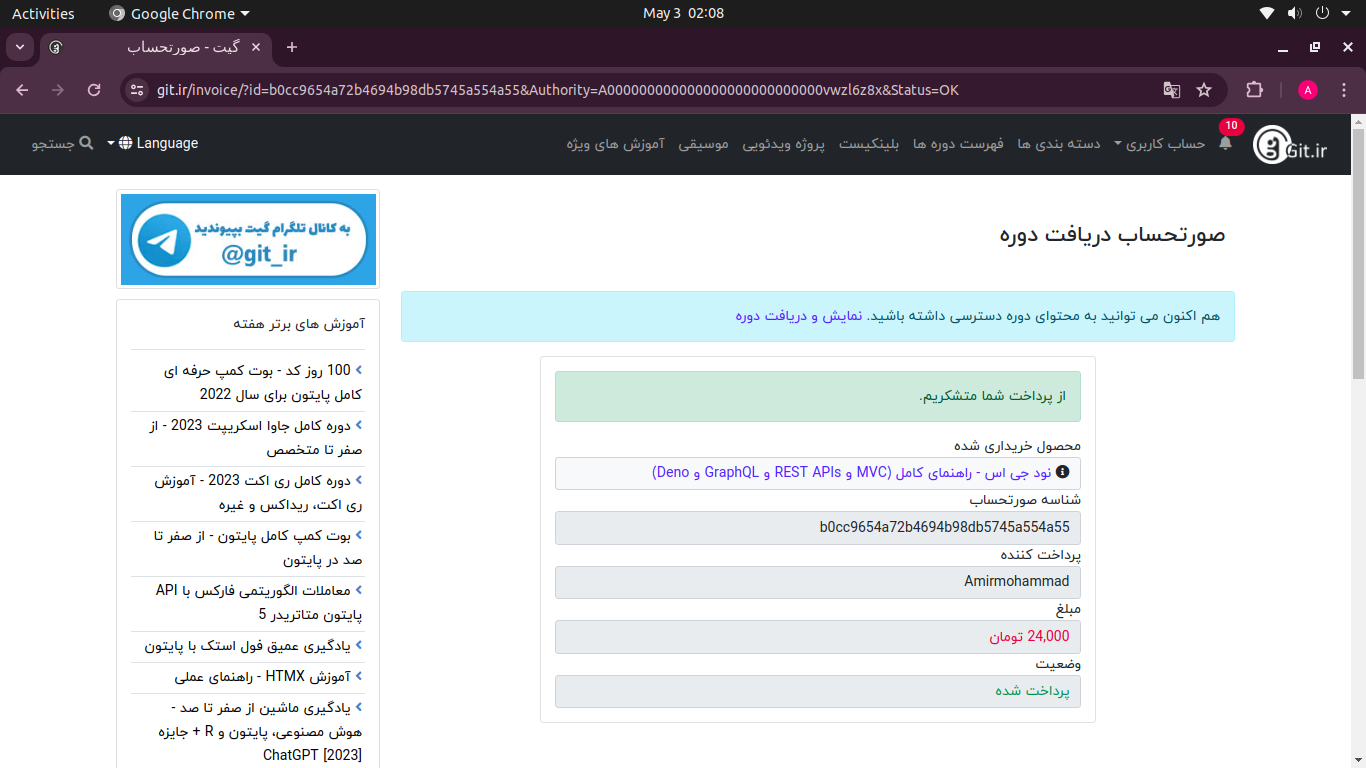 Activities
Google Chrome
May 3 02:08
گیت - صورتحساب
git.ir/invoice/?id=b0cc9654a72b4694b98db5745a554a55&Authority=A000000000000000000000000000vwzl6z8x&Status=OK
A
Git.ir
10
حساب کاربری
دسته بندی ها
فهرست دوره ها
بلینکیست
پروژه ویدئویی
موسیقی
آموزش های ویژه
Language
جستجو
صورتحساب دریافت دوره
هم اکنون می توانید به محتوای دوره دسترسی داشته باشید. نمایش و دریافت دوره
از پرداخت شما متشکریم.
محصول خریداری شده
نود جی اس - راهنمای کامل (MVC و REST APIs و GraphQL و Deno)
شناسه صورتحساب
b0cc9654a72b4694b98db5745a554a55
پرداخت کننده
Amirmohammad
مبلغ
24,000 تومان
وضعیت
پرداخت شده
به کانال تلگرام گیت بپیوندید
@git_ir
آموزش های برتر هفته
100 روز کد - بوت کمپ حرفه ای
کامل پایتون برای سال 2022
دوره کامل جاوا اسکریپت 2023 - از
صفر تا متخصص
دوره کامل ری اکت 2023 - آموزش
ری اکت، ریداکس و غیره
بوت کمپ کامل پایتون - از صفر تا
صد در پایتون
معاملات الگوریتمی فارکس با API
پایتون متاتریدر 5
یادگیری عمیق فول استک با پایتون
آموزش HTMX - راهنمای عملی
یادگیری ماشین از صفر تا صد -
هوش مصنوعی، پایتون و R + جایزه
ChatGPT [2023]